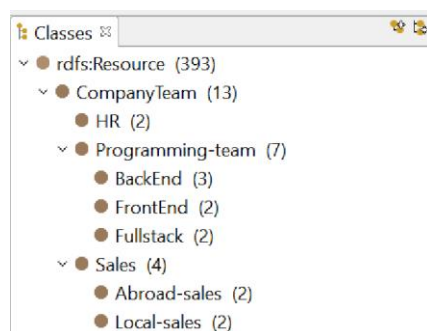 Classes
rdfs:Resource (393)
CompanyTeam (13)
HR (2)
Programming-team (7)
BackEnd (3)
FrontEnd (2)
Fullstack (2)
Sales (4)
Abroad-sales (2)
Local-sales (2)